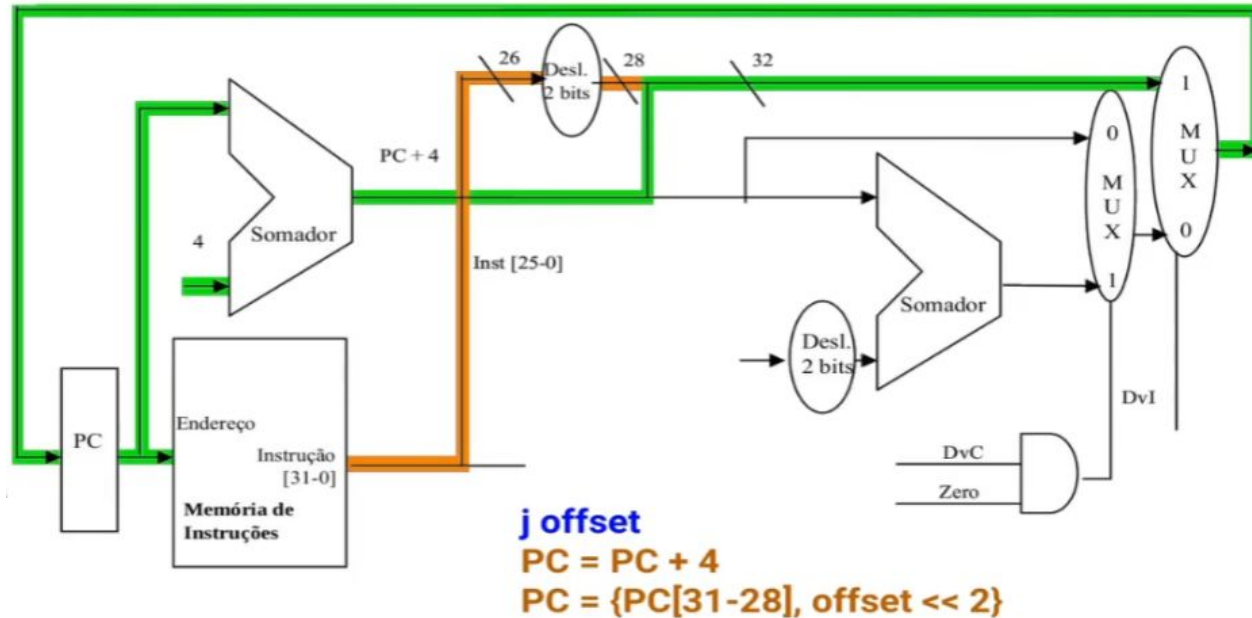 26
Desl.
2 bits
28
32
1
M
U
X
0
0
M
U
X
1
PC + 4
4
Somador
Inst [25-0]
Somador
Desl.
2 bits
DvI
PC
Endereço
Instrução
[31-0]
Memória de
Instruções
DvC
Zero
j offset
PC = PC + 4
PC = {PC[31-28], offset << 2}